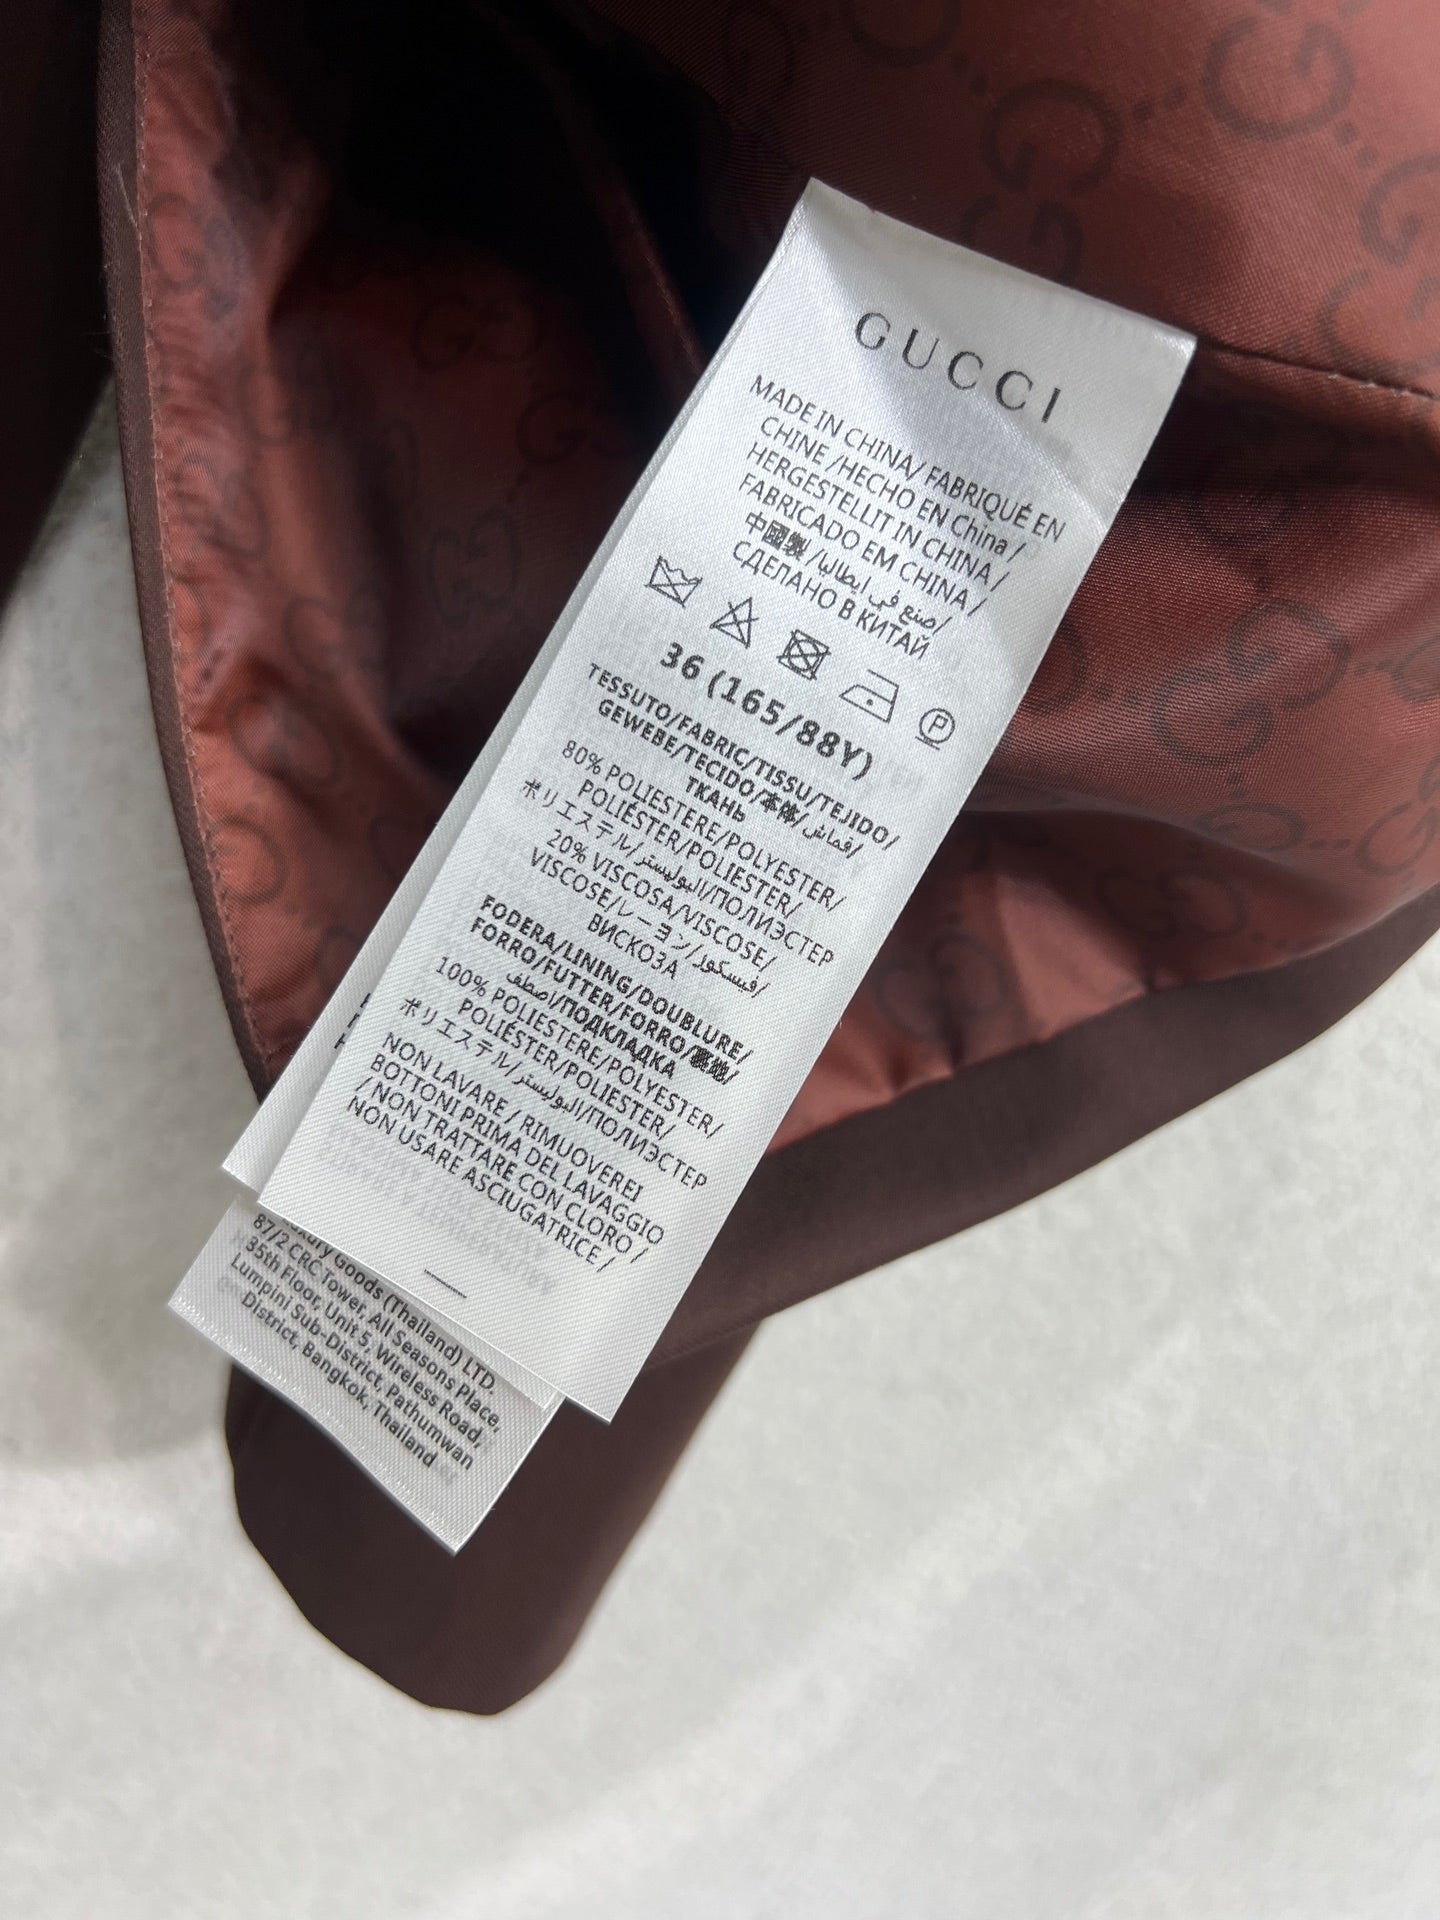 GUCCI
MADE IN CHINA/ FABRIQUÉ EN
CHINE /HECHO EN China /
HERGESTELLT IN CHINA /
FABRICADO EM CHINA /
中國製/صنع في ايطاليا/
СДЕЛАНО В КИТАЙ
P
36 (165/88Y)
TESSUTO/FABRIC/TISSU/TEJIDO/
GEWEBE/TECIDO/本体/قماش/
ТКАНЬ
80% POLIESTERE/POLYESTER/
POLIÉSTER/POLIESTER/
ポリエステル/البوليستر/ПОЛИЭСТЕР
20% VISCOSA/VISCOSE/
VISCOSE/レーヨン/فيسكوز/
ВИСКОЗА
FODERA/LINING/DOUBLURE/
FORRO/FUTTER/FORRO/裏地/
اصطف/ПОДКЛАДКА
100% POLIESTERE/POLYESTER/
POLIÉSTER/POLIESTER/
ポリエステル/البوليستر/ПОЛИЭСТЕР
NON LAVARE / RIMUOVEREI
BOTTONI PRIMA DEL LAVAGGIO
/NON TRATTARE CON CLORO /
NON USARE ASCIUGATRICE /
Goods (Thailand) LTD.
87/2 CRC Tower, All Seasons Place,
35th Floor, Unit 5, Wireless Road,
Lumpini Sub-District, Pathumwan
District, Bangkok, Thailand